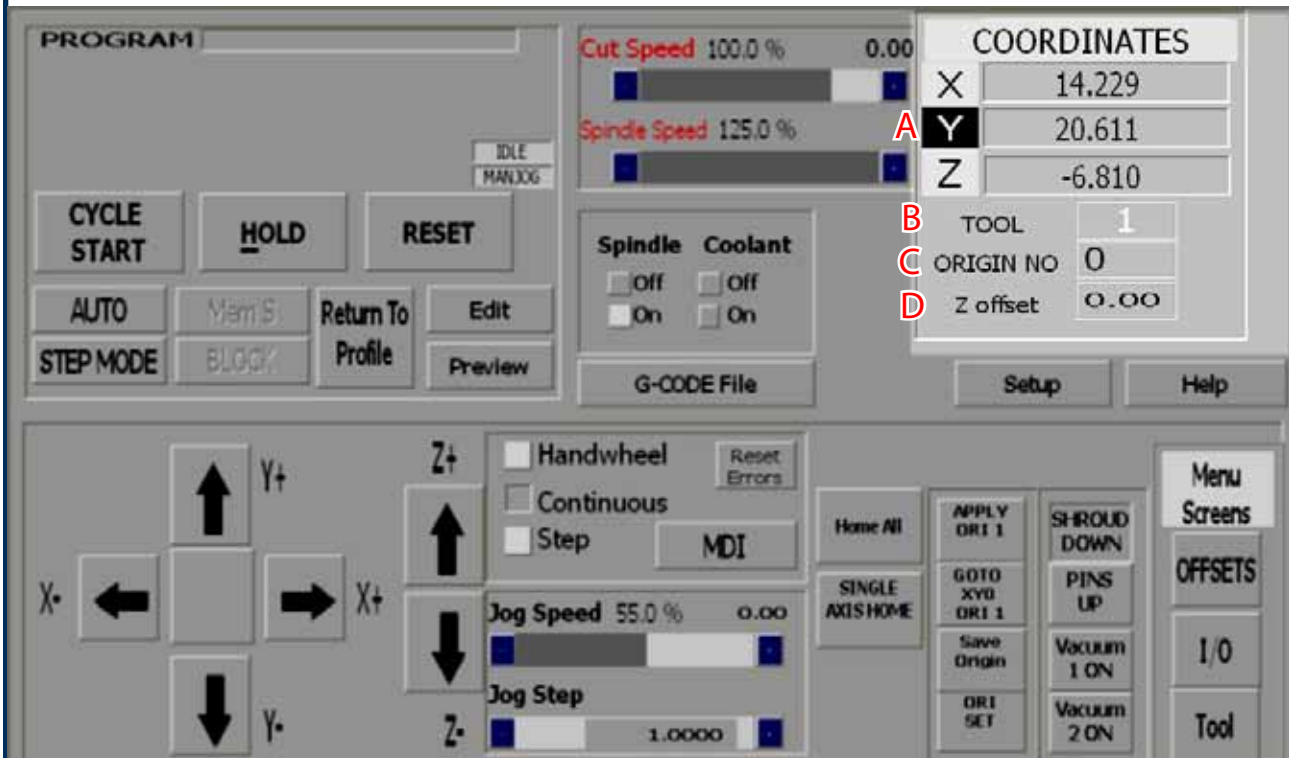 PROGRAM
IDLE
MANJOG
CYCLE START
HOLD
RESET
AUTO
Mem S
BLOCK
Return To Profile
Edit
STEP MODE
Preview
Cut Speed 100.0 % 0.00
Spindle Speed 125.0 %
Spindle Coolant
Off Off
On On
G-CODE File
COORDINATES
X 14.229
A Y 20.611
Z -6.810
B TOOL 1
C ORIGIN NO 0
D Z offset 0.00
Setup
Help
Y+
X-
X+
Y-
Z+
Z-
Handwheel
Continuous
Step
Reset Errors
MDI
Jog Speed 55.0 % 0.00
Jog Step
1.0000
Home All
SINGLE AXIS HOME
APPLY ORI 1
GOTO XY0 ORI 1
Save Origin
ORI SET
SHROUD DOWN
PINS UP
Vacuum 1 ON
Vacuum 2 ON
Menu Screens
OFFSETS
I/O
Tool